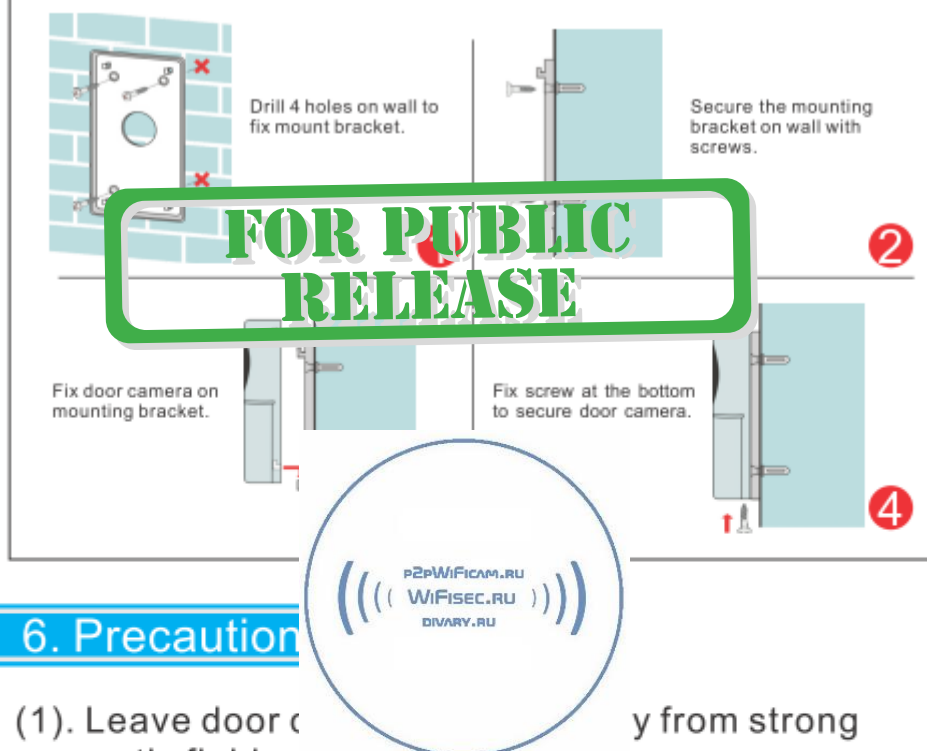 Drill 4 holes on wall to
fix mount bracket.
Secure the mounting
bracket on wall with
screws.
2
FOR PUBLIC
RELEASE
Fix door camera on
mounting bracket.
Fix screw at the bottom
to secure door camera.
4
P2PWIFICAM.RU
WIFISEC.RU
DIVARY.RU
6. Precaution
(1). Leave door
y from strong